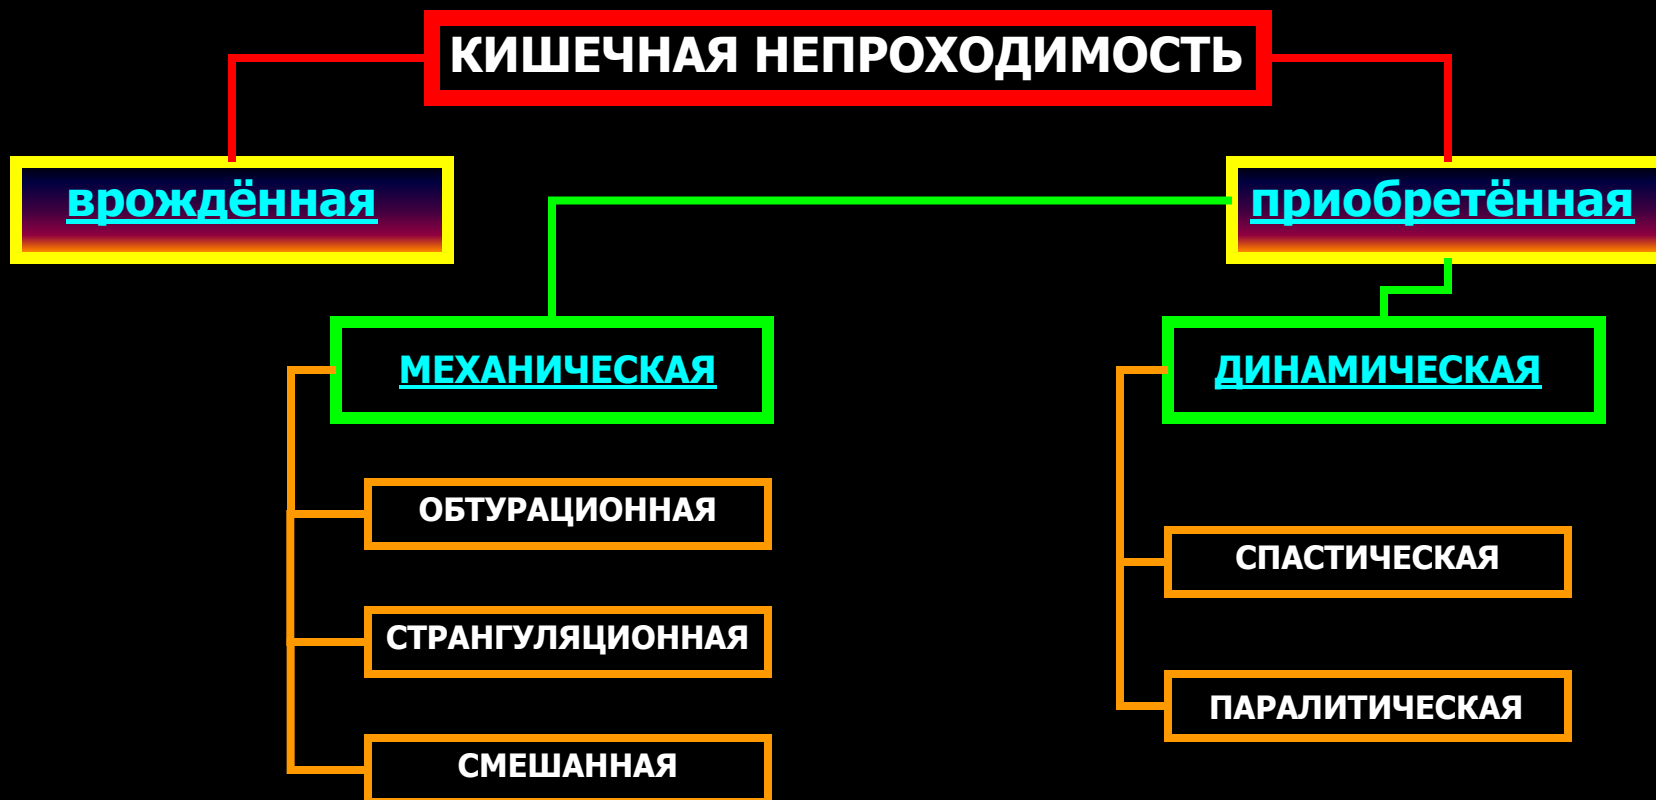 КИШЕЧНАЯ НЕПРОХОДИМОСТЬ
врождённая
приобретённая
МЕХАНИЧЕСКАЯ
ДИНАМИЧЕСКАЯ
ОБТУРАЦИОННАЯ
СТРАНГУЛЯЦИОННАЯ
СМЕШАННАЯ
СПАСТИЧЕСКАЯ
ПАРАЛИТИЧЕСКАЯ